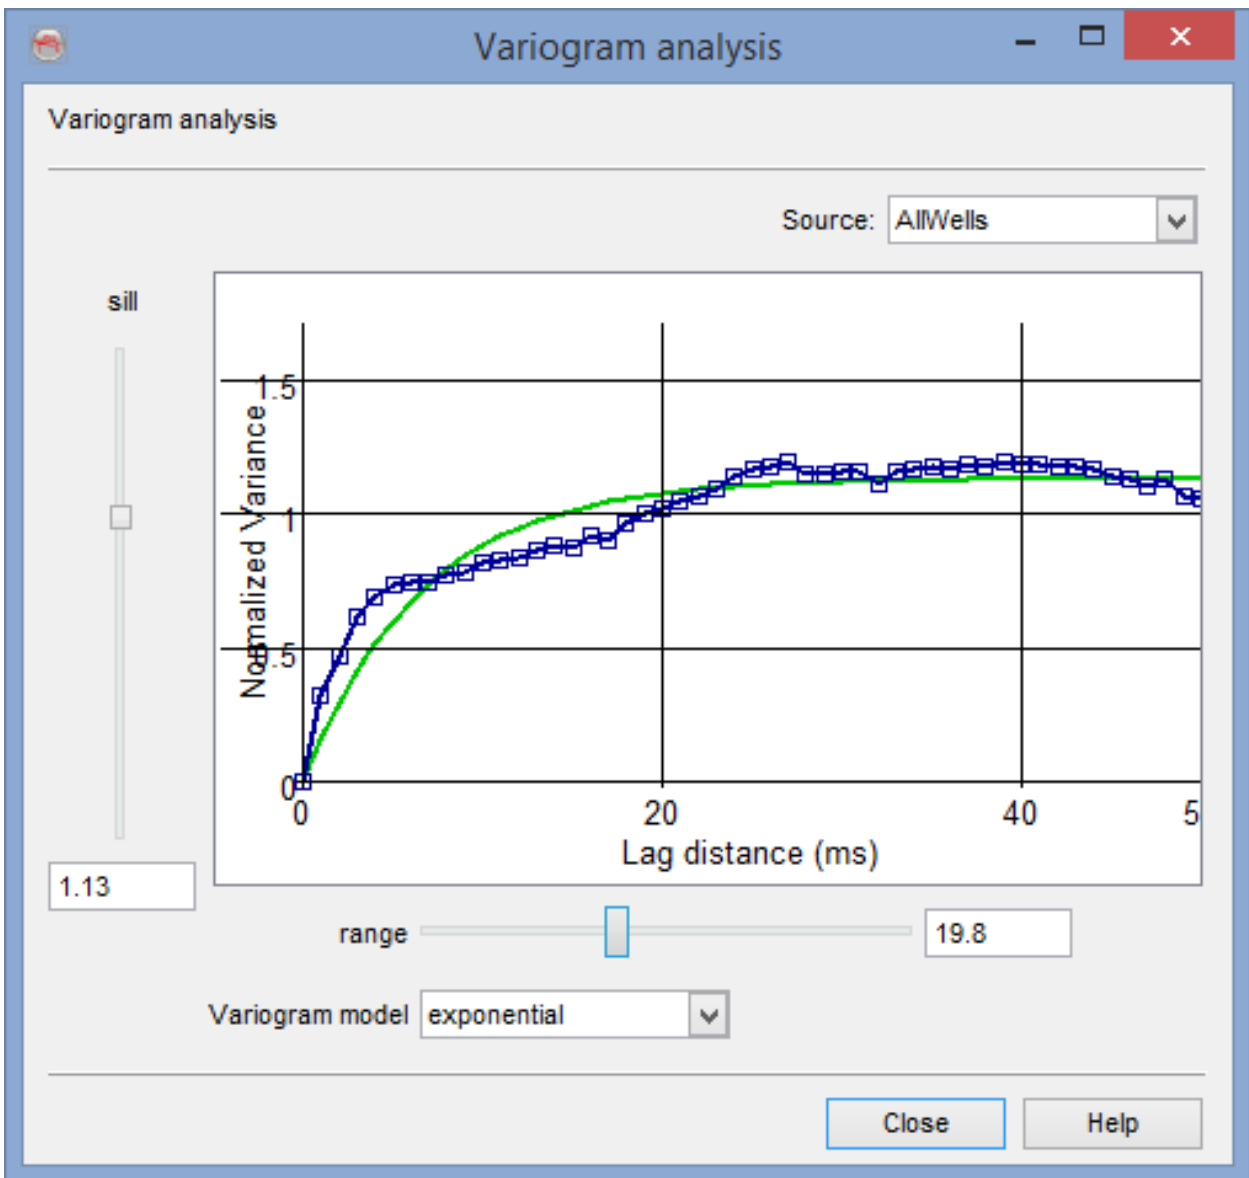 Variogram analysis
Variogram analysis
Source: AllWells
sill
1.5
1
0.5
0
Normalized Variance
0 20 40 5
Lag distance (ms)
1.13
range 19.8
Variogram model exponential
Close Help